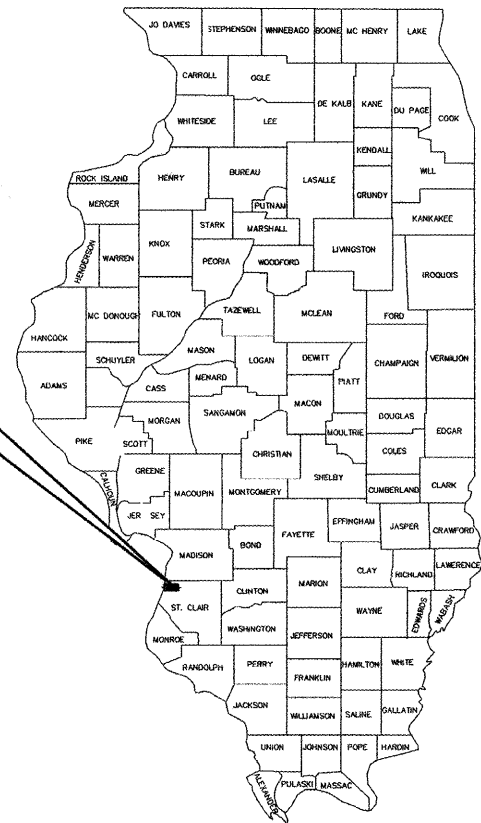 JO DAVIES STEPHENSON WINNEBAGO BOONE MC HENRY LAKE
CARROLL OGLE
DE KALB KANE DU PAGE COOK
WHITESIDE LEE
KENDALL
WILL
ROCK ISLAND HENRY BUREAU LASALLE
GRUNDY
MERCER PUTNAM
KANKAKEE
STARK MARSHALL
HENDERSON WARREN KNOX LIVINGSTON
PEORIA WOODFORD
IROQUOIS
TAZEWELL MCLEAN FORD
MC DONOUGH FULTON
HANCOCK
MASON
SCHUYLER LOGAN DEWITT CHAMPAIGN VERMILION
ADAMS MENARD PIATT
CASS
MACON
MORGAN SANGAMON DOUGLAS
PIKE MOULTRIE EDGAR
SCOTT CHRISTIAN COLES
GREENE SHELBY
CALHOUN MACOUPIN MONTGOMERY CUMBERLAND CLARK
JER SEY EFFINGHAM JASPER CRAWFORD
FAYETTE
MADISON BOND
CLAY RICHLAND LAWERENCE
MARION
CLINTON
ST. CLAIR WAYNE EDWARDS WABASH
WASHINGTON JEFFERSON
MONROE
RANDOLPH PERRY HAMILTON WHITE
FRANKLIN
JACKSON WILLIAMSON SALINE GALLATIN
UNION JOHNSON POPE HARDIN
ALEXANDER PULASKI MASSAC